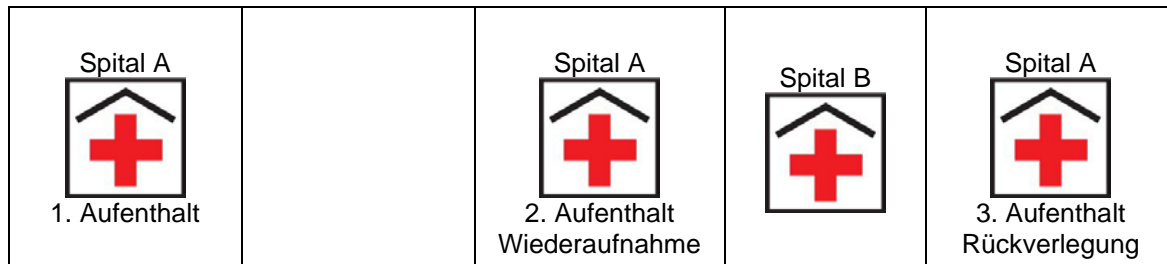 Spital A
1. Aufenthalt
Spital A
2. Aufenthalt
Wiederaufnahme
Spital B
Spital A
3. Aufenthalt
Rückverlegung